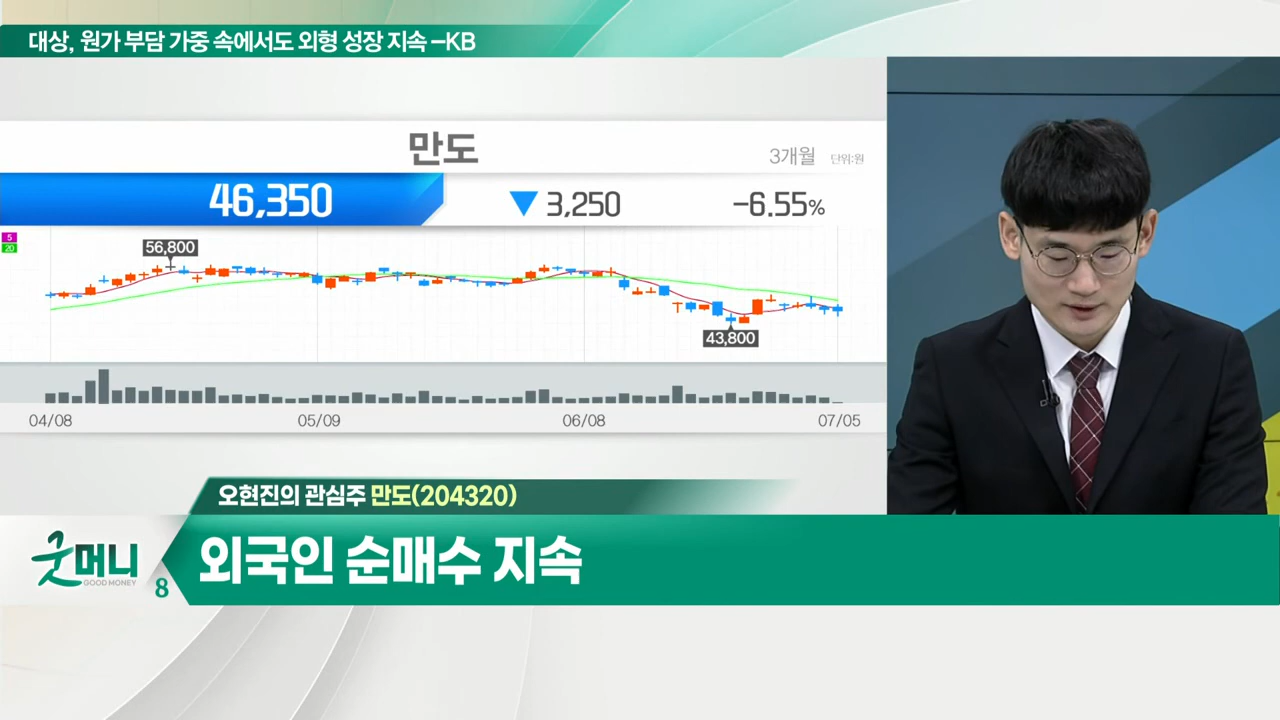 대상, 원가 부담 가중 속에서도 외형 성장 지속 –KB
만도
3개월 단위:원
46,350 ▼ 3,250 -6.55%
5
20
56,800
43,800
04/08 05/09 06/08 07/05
오현진의 관심주 만도(204320)
굿머니
GOOD MONEY
8
외국인 순매수 지속